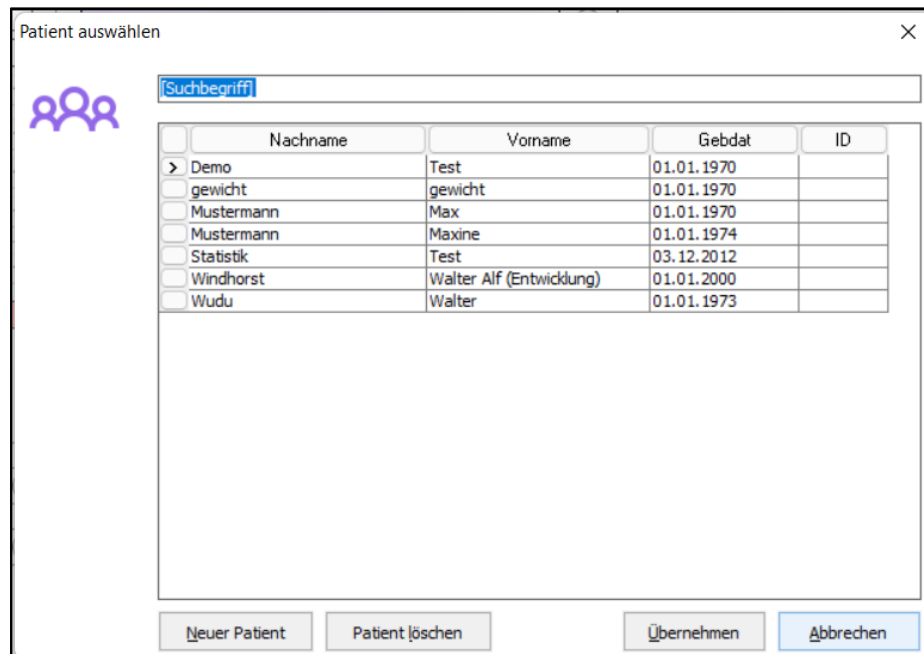 Patient auswählen
[Suchbegriff]
Nachname Vorname Gebdat ID
Demo Test 01.01.1970
gewicht gewicht 01.01.1970
Mustermann Max 01.01.1970
Mustermann Maxine 01.01.1974
Statistik Test 03.12.2012
Windhorst Walter Alf (Entwicklung) 01.01.2000
Wudu Walter 01.01.1973
Neuer Patient Patient löschen Übernehmen Abbrechen